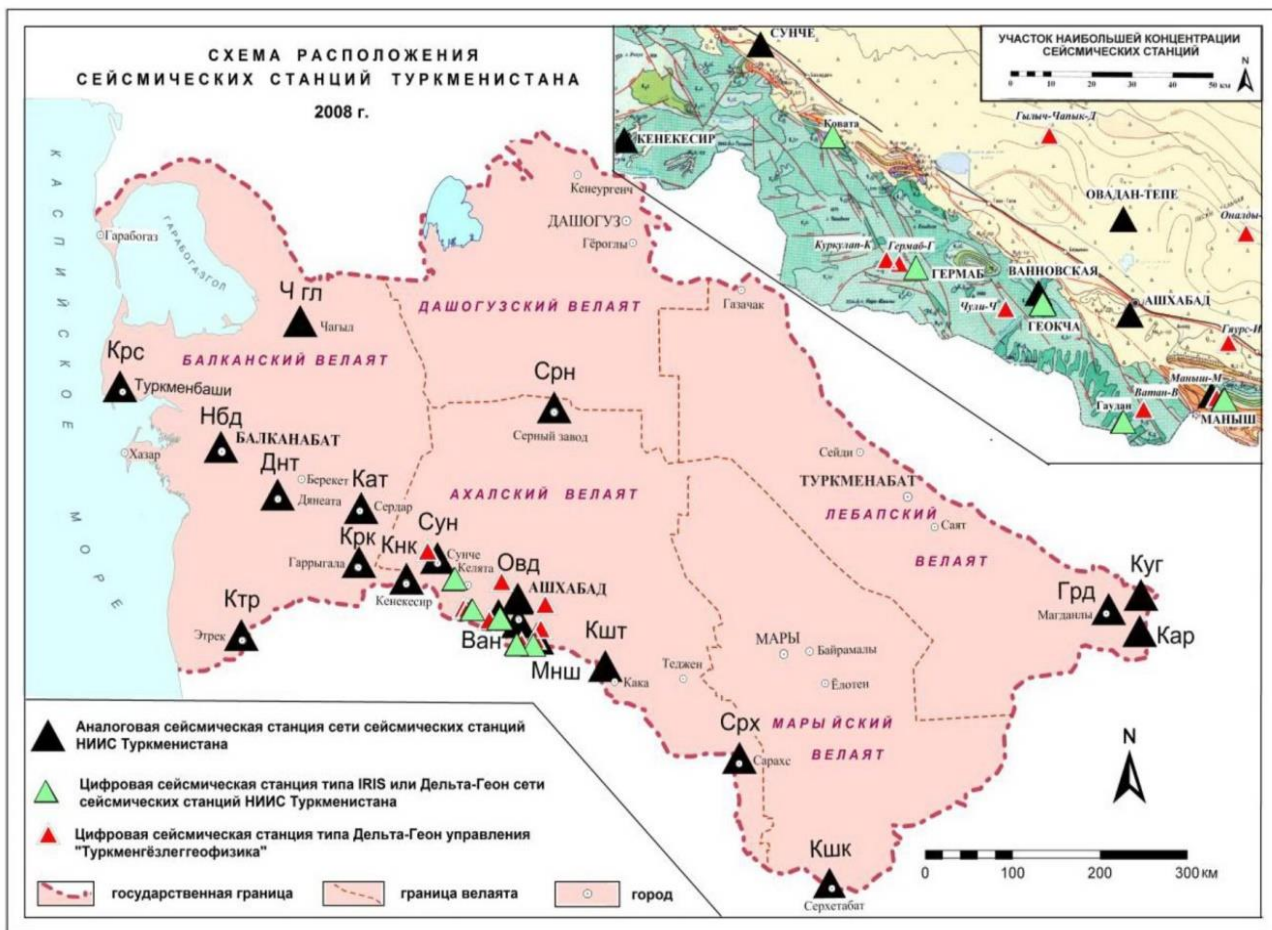 СХЕМА РАСПОЛОЖЕНИЯ
СЕЙСМИЧЕСКИХ СТАНЦИЙ ТУРКМЕНИСТАНА
2008 г.
УЧАСТОК НАИБОЛЬШЕЙ КОНЦЕНТРАЦИИ
СЕЙСМИЧЕСКИХ СТАНЦИЙ
0 10 20 30 40 50 км
N
СУНЧЕ
КЕНЕКЕСИР
Ковата
Гылыч-Чапык-Д
ОВАДАН-ТЕПЕ
Оналды-
Куркулап-К
Гермаб-Г
ГЕРМАБ
ВАННОВСКАЯ
Чули-Ч
ГЕОКЧА
АШХАБАД
Гяурс-И
Маныш-М
Ватан-В
Гаудан
МАНЫШ
КАСПИЙСКОЕ
МОРЕ
Гарабогаз
ГАРАБОГАЗГОЛ
Кенеургенч
ДАШОГУЗ
Гёроглы
Газачак
Ч гл
Чагыл
ДАШОГУЗСКИЙ ВЕЛАЯТ
БАЛКАНСКИЙ ВЕЛАЯТ
Крс
Туркменбаши
Срн
Серный завод
Нбд
БАЛКАНАБАТ
Хазар
Днт
Берекет
Дянеата
Кат
Сердар
АХАЛСКИЙ ВЕЛАЯТ
Сейди
ТУРКМЕНАБАТ
ЛЕБАПСКИЙ
Саят
ВЕЛАЯТ
Сун
Сунче
Келята
Крк
Гаррыгала
Кнк
Кенекесир
Овд
АШХАБАД
Куг
Грд
Магданлы
Кар
Ктр
Этрек
Ван
Мнш
Кшт
Кака
Теджен
МАРЫ
Байрамалы
Ёлотен
Срх
Сарахс
МАРЫЙСКИЙ
ВЕЛАЯТ
Кшк
Серхетабат
N
0 100 200 300 км
Аналоговая сейсмическая станция сети сейсмических станций
НИИС Туркменистана
Цифровая сейсмическая станция типа IRIS или Дельта-Геон сети
сейсмических станций НИИС Туркменистана
Цифровая сейсмическая станция типа Дельта-Геон управления
"Туркменгёзлеггеофизика"
государственная граница
граница велаята
город